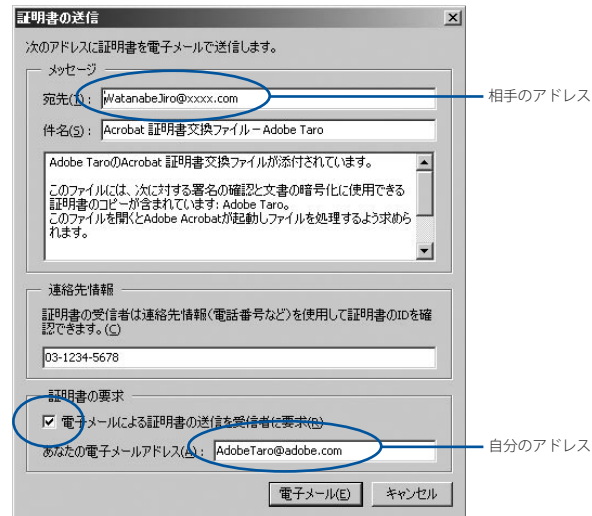 証明書の送信
次のアドレスに証明書を電子メールで送信します。
メッセージ
宛先(T): WatanabeJiro@xxxx.com
相手のアドレス
件名(S): Acrobat 証明書交換ファイル − Adobe Taro
Adobe TaroのAcrobat 証明書交換ファイルが添付されています。
このファイルには、次に対する署名の確認と文書の暗号化に使用できる
証明書のコピーが含まれています: Adobe Taro。
このファイルを開くとAdobe Acrobatが起動しファイルを処理するよう求めら
れます。
連絡先情報
証明書の受信者は連絡先情報(電話番号など)を使用して証明書のIDを確
認できます。(C)
03-1234-5678
証明書の要求
電子メールによる証明書の送信を受信者に要求(R)
あなたの電子メールアドレス(A): AdobeTaro@adobe.com
自分のアドレス
電子メール(E) キャンセル